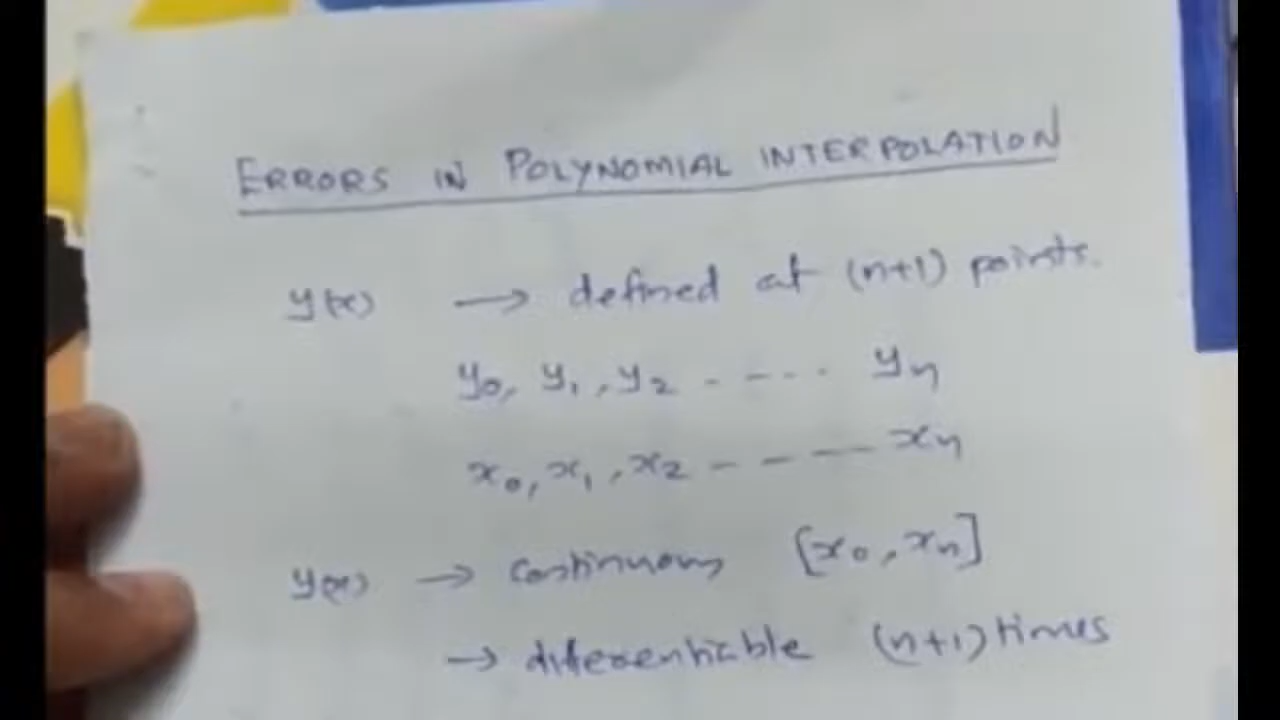 ERRORS IN POLYNOMIAL INTERPOLATION
y(x) → defined at (n+1) points.
y₀, y₁, y₂ - - - - . yₙ
x₀, x₁, x₂ - - - - - xₙ
y(x) → continuous [x₀, xₙ]
→ diferentiable (n+1) times